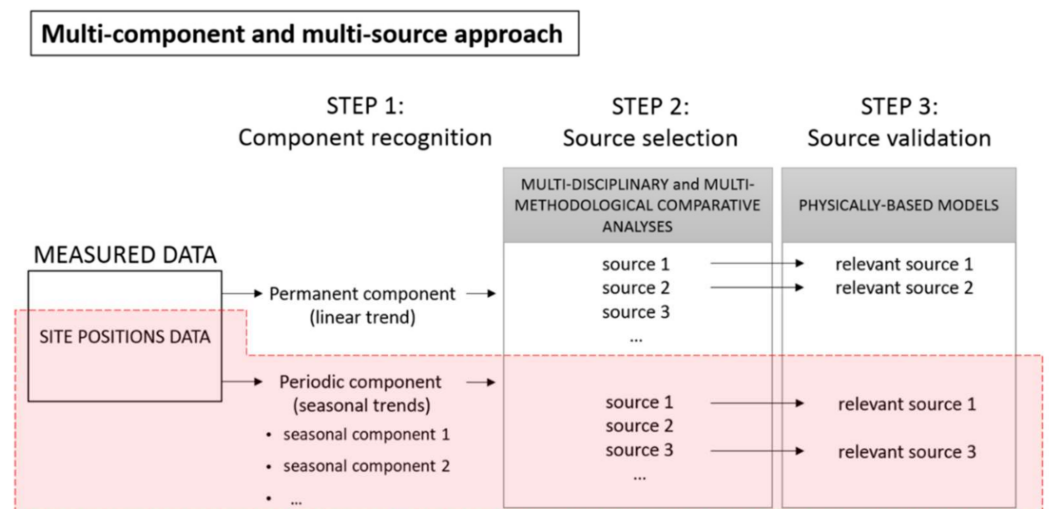 Multi-component and multi-source approach
STEP 1:
Component recognition
STEP 2:
Source selection
STEP 3:
Source validation
MULTI-DISCIPLINARY and MULTI-
METHODOLOGICAL COMPARATIVE
ANALYSES
PHYSICALLY-BASED MODELS
MEASURED DATA
SITE POSITIONS DATA
Permanent component
(linear trend)
source 1
source 2
source 3
...
relevant source 1
relevant source 2
Periodic component
(seasonal trends)
• seasonal component 1
• seasonal component 2
• ...
source 1
source 2
source 3
...
relevant source 1
relevant source 3